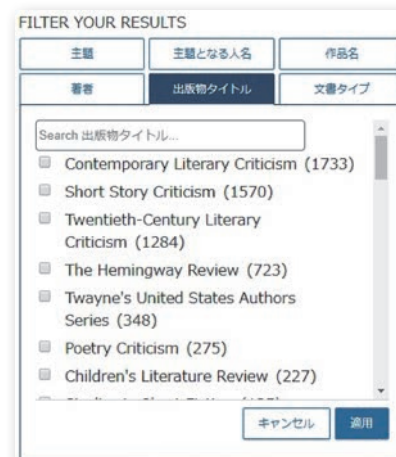 FILTER YOUR RESULTS
主題
主題となる人名
作品名
著者
出版物タイトル
文書タイプ
Search 出版物タイトル...
Contemporary Literary Criticism (1733)
Short Story Criticism (1570)
Twentieth-Century Literary
Criticism (1284)
The Hemingway Review (723)
Twayne's United States Authors
Series (348)
Poetry Criticism (275)
Children's Literature Review (227)
キャンセル
適用